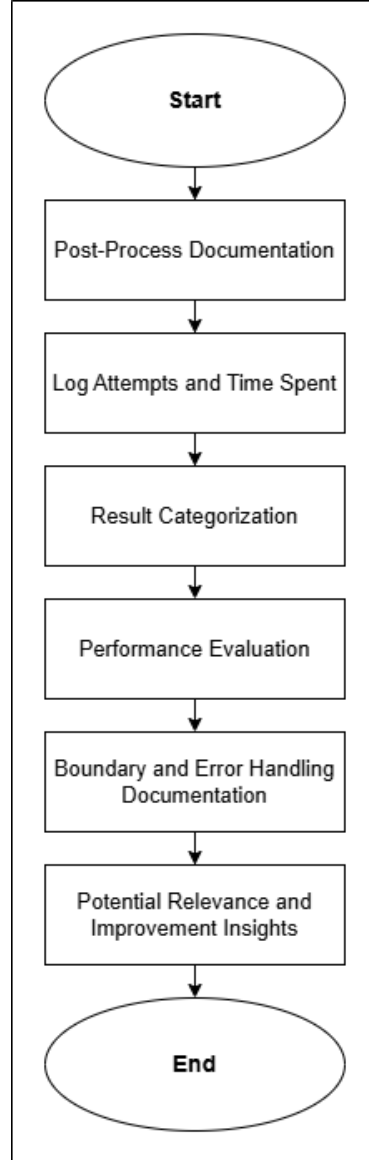 Start
Post-Process Documentation
Log Attempts and Time Spent
Result Categorization
Performance Evaluation
Boundary and Error Handling
Documentation
Potential Relevance and
Improvement Insights
End